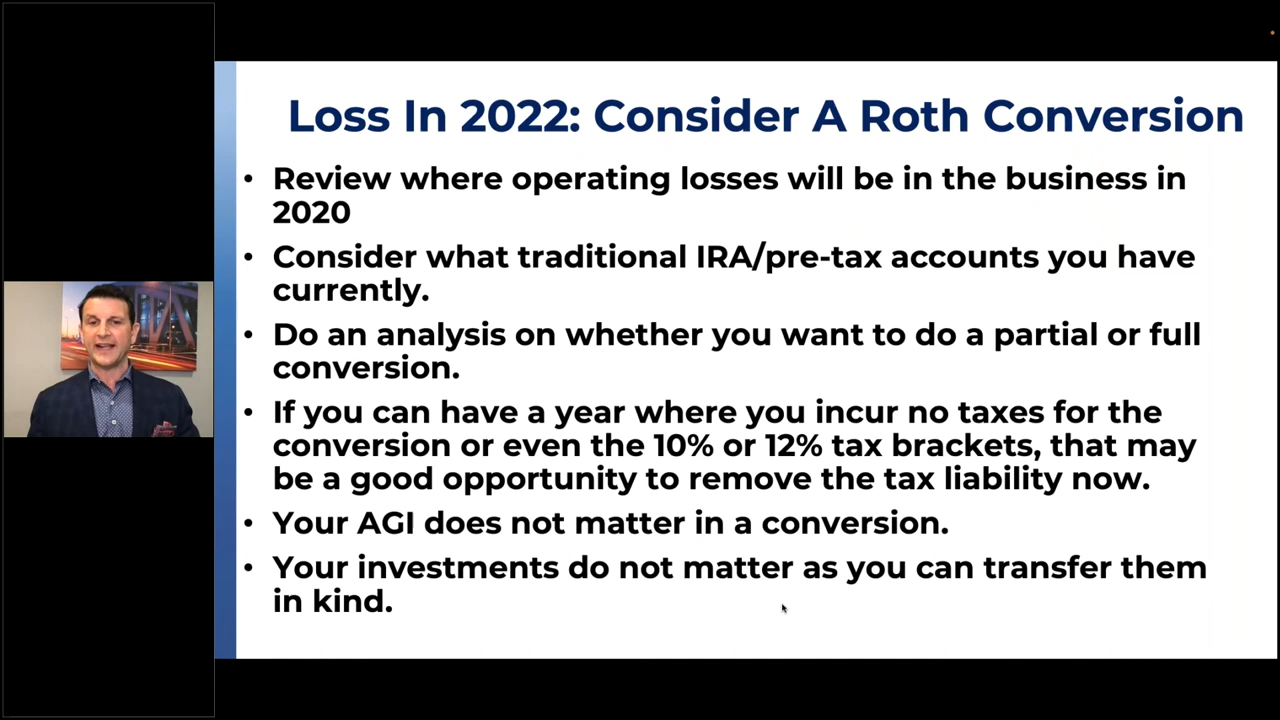 Loss In 2022: Consider A Roth Conversion
• Review where operating losses will be in the business in
2020
• Consider what traditional IRA/pre-tax accounts you have
currently.
• Do an analysis on whether you want to do a partial or full
conversion.
• If you can have a year where you incur no taxes for the
conversion or even the 10% or 12% tax brackets, that may
be a good opportunity to remove the tax liability now.
• Your AGI does not matter in a conversion.
• Your investments do not matter as you can transfer them
in kind.